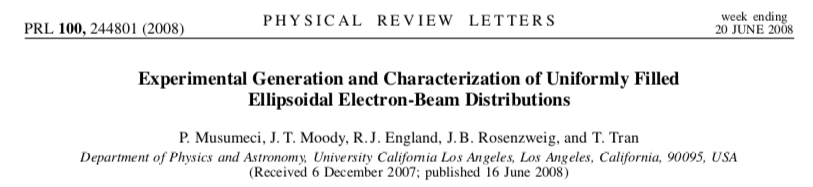 PRL 100, 244801 (2008)
PHYSICAL REVIEW LETTERS
week ending
20 JUNE 2008
Experimental Generation and Characterization of Uniformly Filled
Ellipsoidal Electron-Beam Distributions
P. Musumeci, J. T. Moody, R. J. England, J. B. Rosenzweig, and T. Tran
Department of Physics and Astronomy, University California Los Angeles, Los Angeles, California, 90095, USA
(Received 6 December 2007; published 16 June 2008)